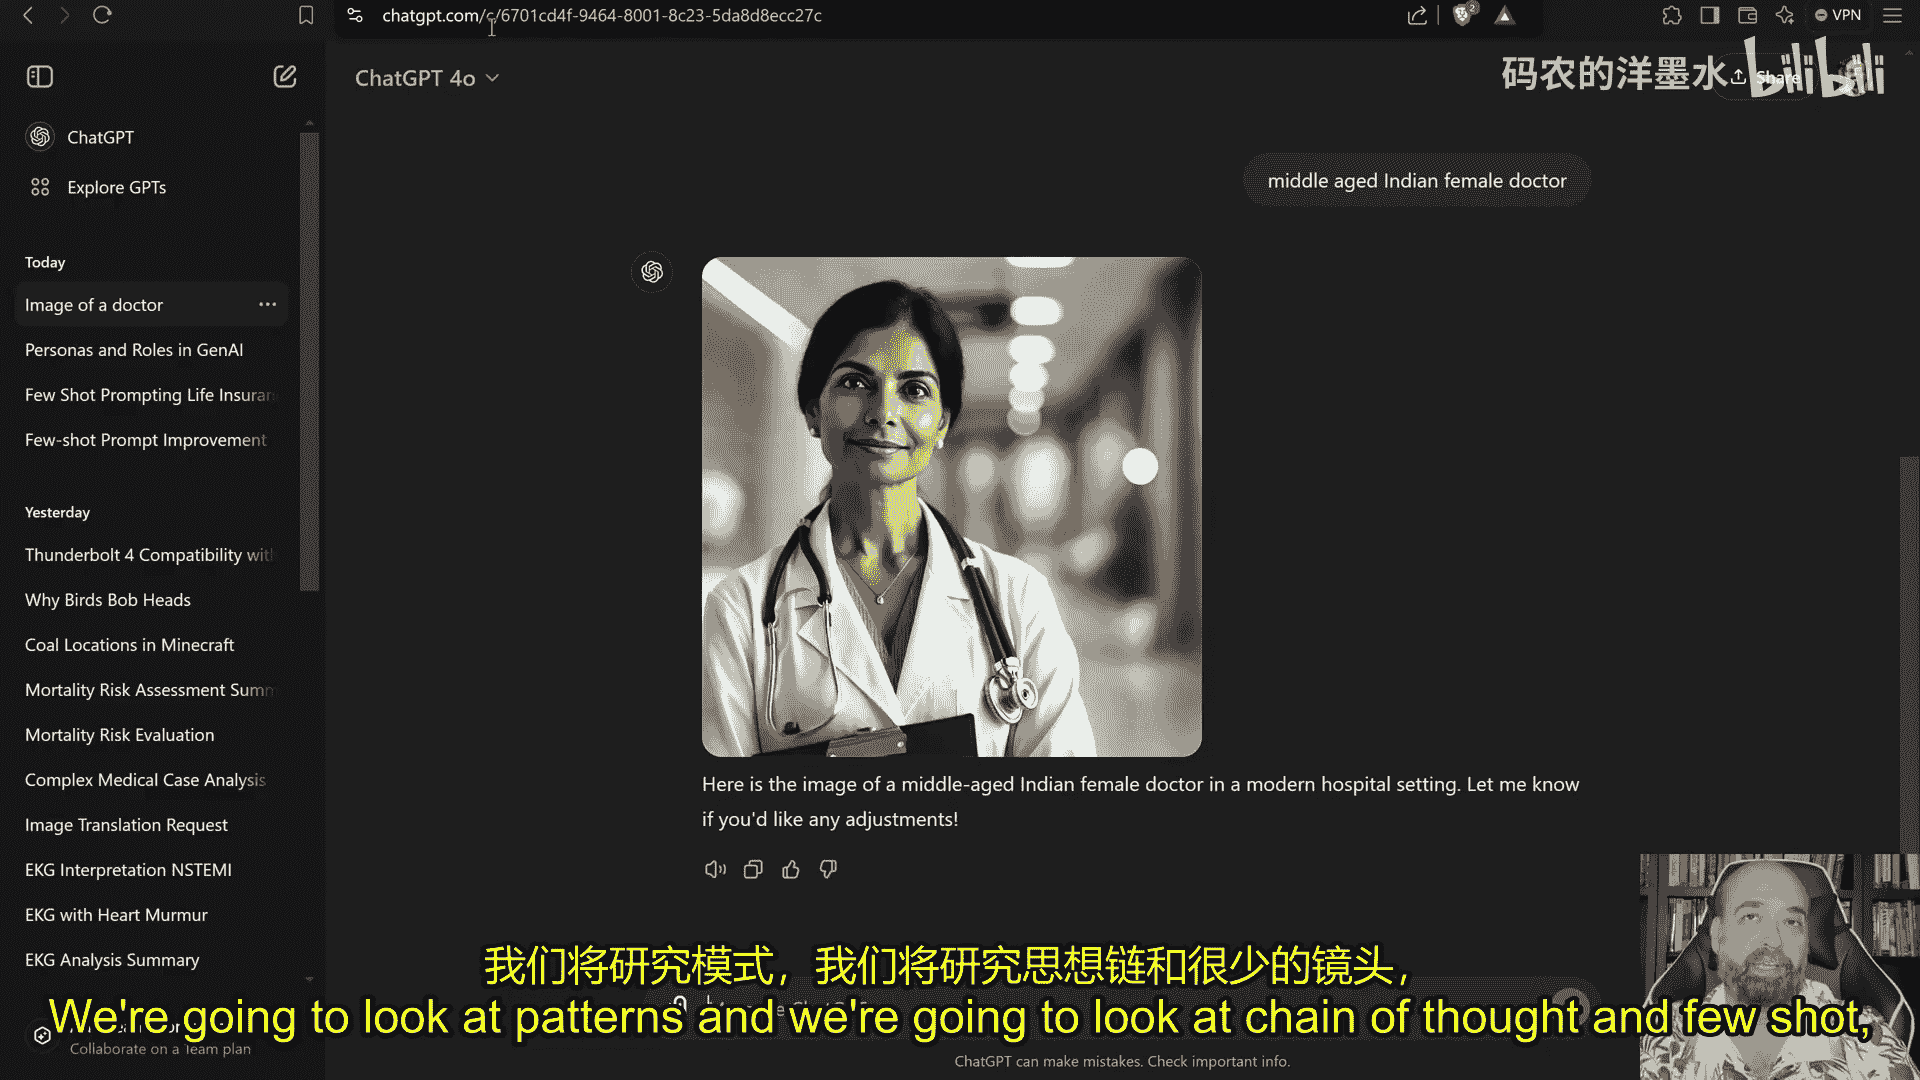 chatgpt.com/c/6701cd4f-9464-8001-8c23-5da8d8ecc27c
2
VPN
ChatGPT 4o
码农的洋墨水
Share
bilibili
ChatGPT
Explore GPTs
Today
Image of a doctor
Personas and Roles in GenAI
Few Shot Prompting Life Insuran
Few-shot Prompt Improvement
Yesterday
Thunderbolt 4 Compatibility with
Why Birds Bob Heads
Coal Locations in Minecraft
Mortality Risk Assessment Summ
Mortality Risk Evaluation
Complex Medical Case Analysis
Image Translation Request
EKG Interpretation NSTEMI
EKG with Heart Murmur
EKG Analysis Summary
Collaborate on a Team plan
middle aged Indian female doctor
Here is the image of a middle-aged Indian female doctor in a modern hospital setting. Let me know
if you'd like any adjustments!
我们将研究模式，我们将研究思想链和很少的镜头，
We're going to look at patterns and we're going to look at chain of thought and few shot,
ChatGPT can make mistakes. Check important info.